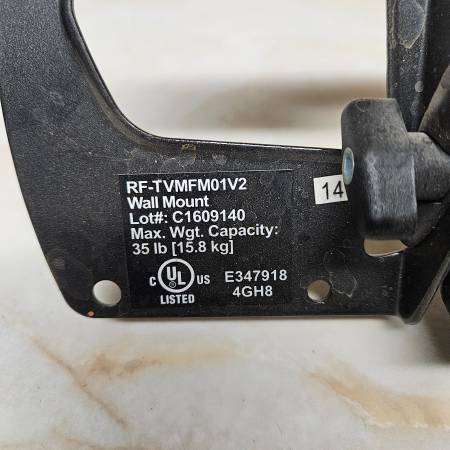 RF-TVMFM01V2
Wall Mount
Lot#: C1609140
Max. Wgt. Capacity:
35 lb [15.8 kg]
C UL US E347918
LISTED 4GH8
14